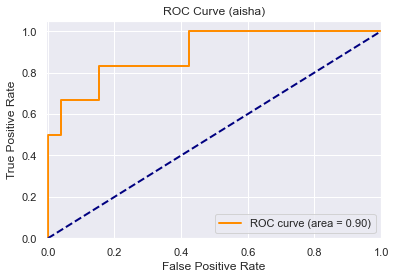 ROC Curve (aisha)
1.0
0.8
0.6
0.4
0.2
0.0
True Positive Rate
ROC curve (area = 0.90)
0.0 0.2 0.4 0.6 0.8 1.0
False Positive Rate